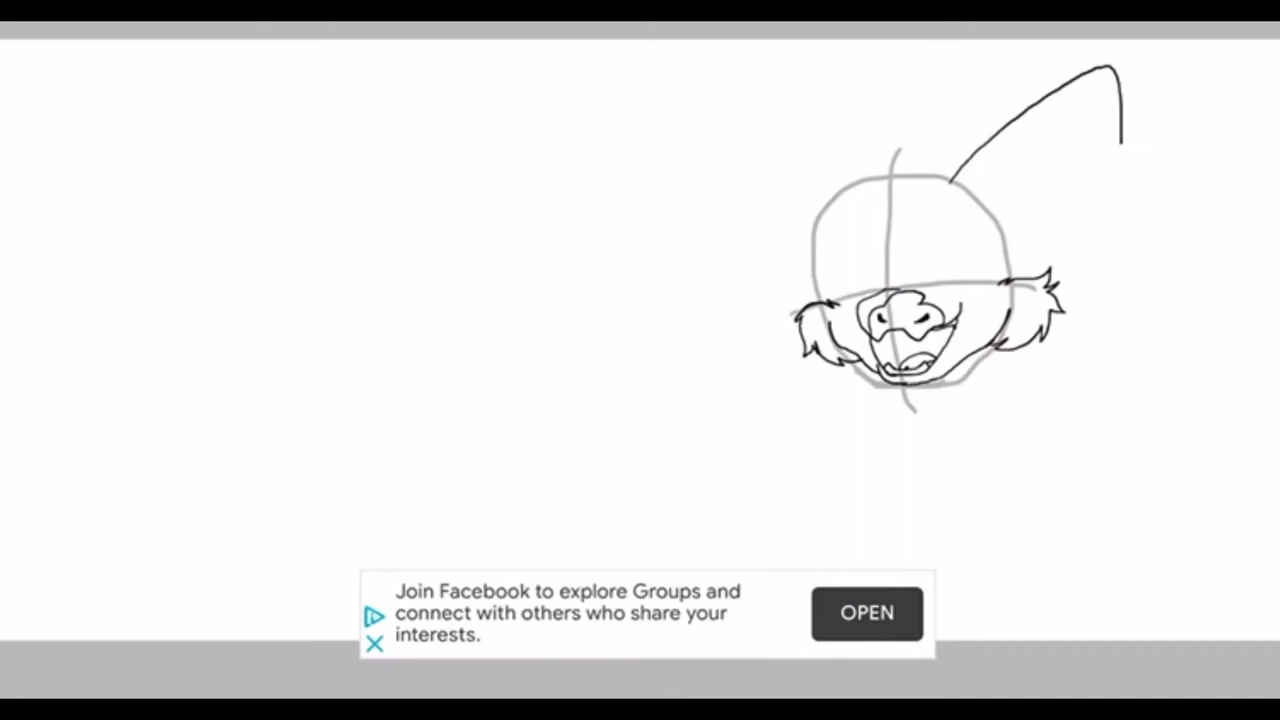 Join Facebook to explore Groups and
connect with others who share your
interests.
OPEN